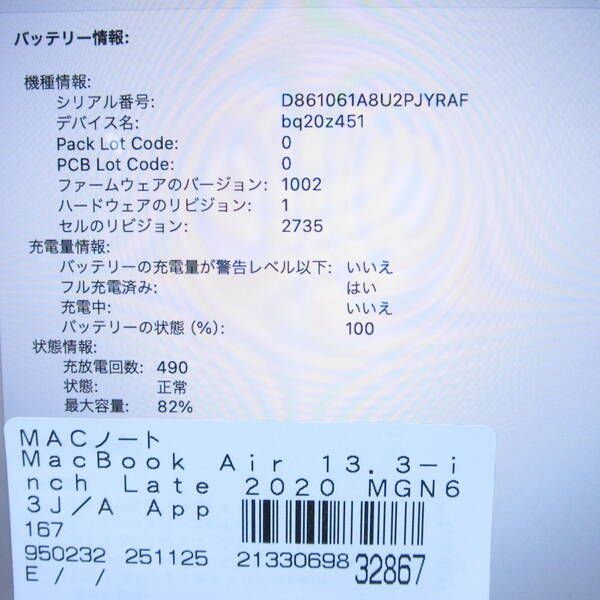 バッテリー情報:
機種情報:
シリアル番号: D861061A8U2PJYRAF
デバイス名: bq20z451
Pack Lot Code: 0
PCB Lot Code: 0
ファームウェアのバージョン: 1002
ハードウェアのリビジョン: 1
セルのリビジョン: 2735
充電量情報:
バッテリーの充電量が警告レベル以下: いいえ
フル充電済み: はい
充電中: いいえ
バッテリーの状態 (%): 100
状態情報:
充放電回数: 490
状態: 正常
最大容量: 82%
MACノート
MacBook Air 13.3-i
nch Late 2020 MGN6
3J/A App
167
950232 251125 21330698 32867
E / /